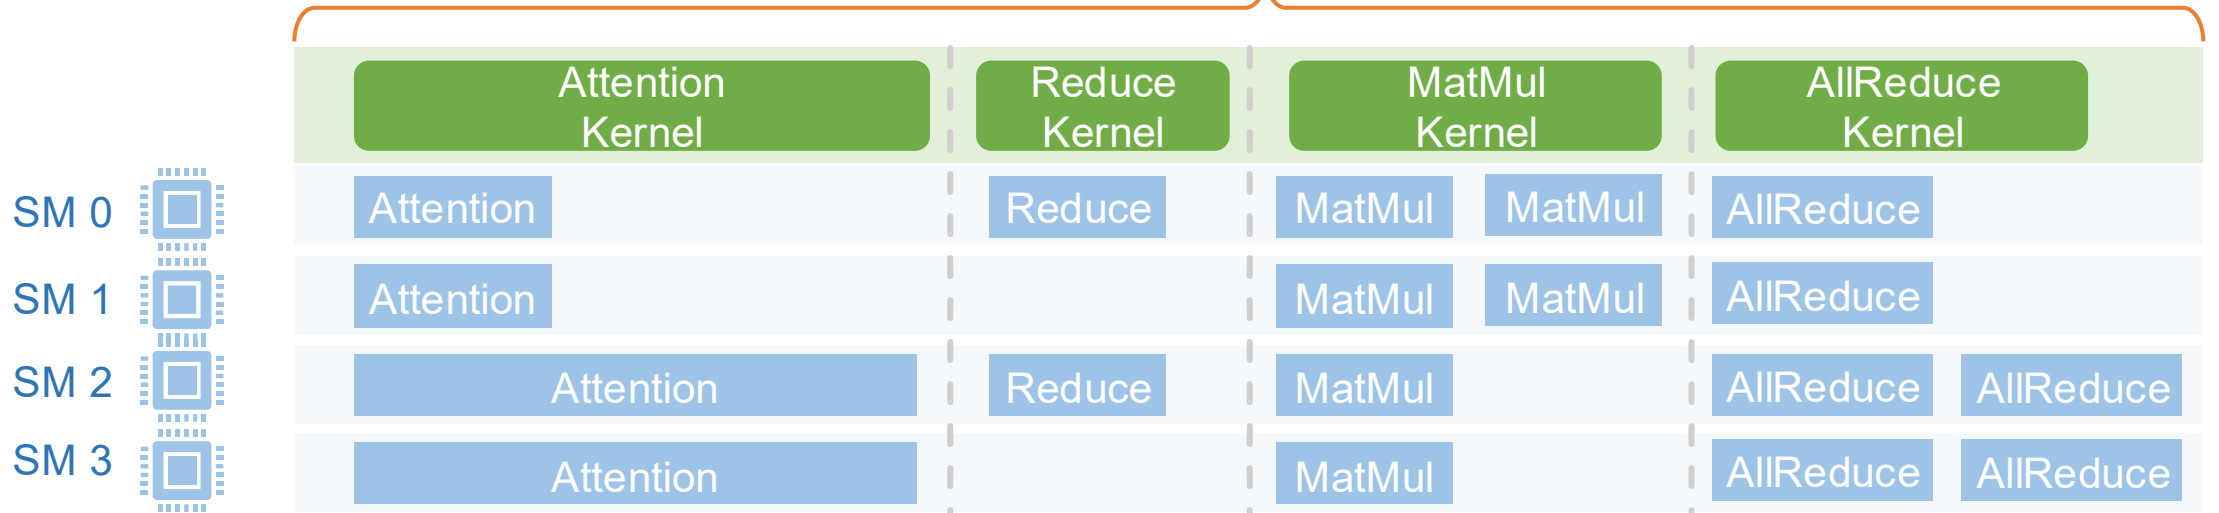 Attention
Kernel
Reduce
Kernel
MatMul
Kernel
AllReduce
Kernel
SM 0
Attention
Reduce
MatMul
MatMul
AllReduce
SM 1
Attention
MatMul
MatMul
AllReduce
SM 2
Attention
Reduce
MatMul
AllReduce
AllReduce
SM 3
Attention
MatMul
AllReduce
AllReduce